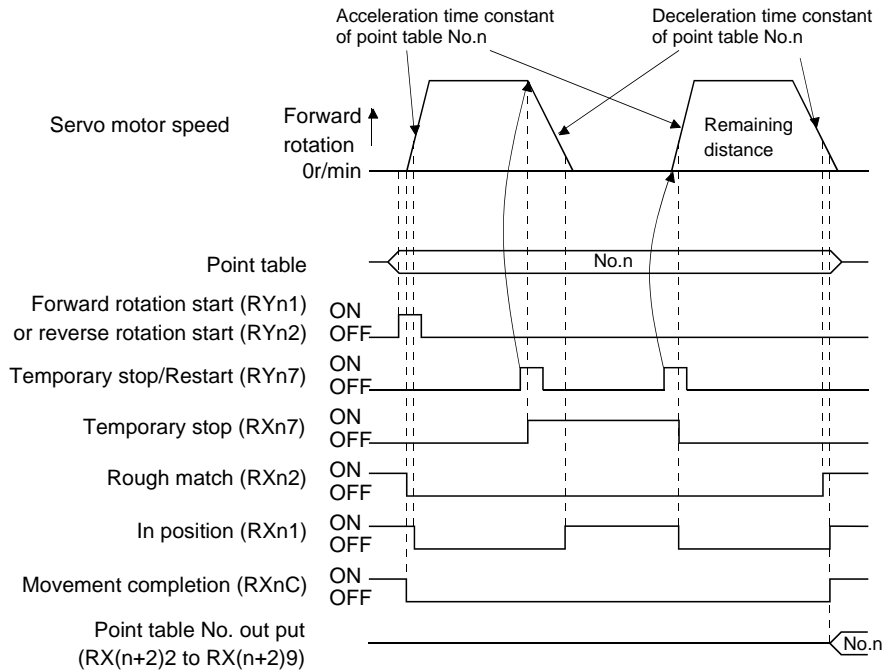 Acceleration time constant
of point table No.n
Deceleration time constant
of point table No.n
Servo motor speed
Forward
rotation
0r/min
Remaining
distance
Point table
No.n
Forward rotation start (RYn1)
or reverse rotation start (RYn2)
ON
OFF
Temporary stop/Restart (RYn7)
ON
OFF
Temporary stop (RXn7)
ON
OFF
Rough match (RXn2)
ON
OFF
In position (RXn1)
ON
OFF
Movement completion (RXnC)
ON
OFF
Point table No. out put
(RX(n+2)2 to RX(n+2)9)
No.n